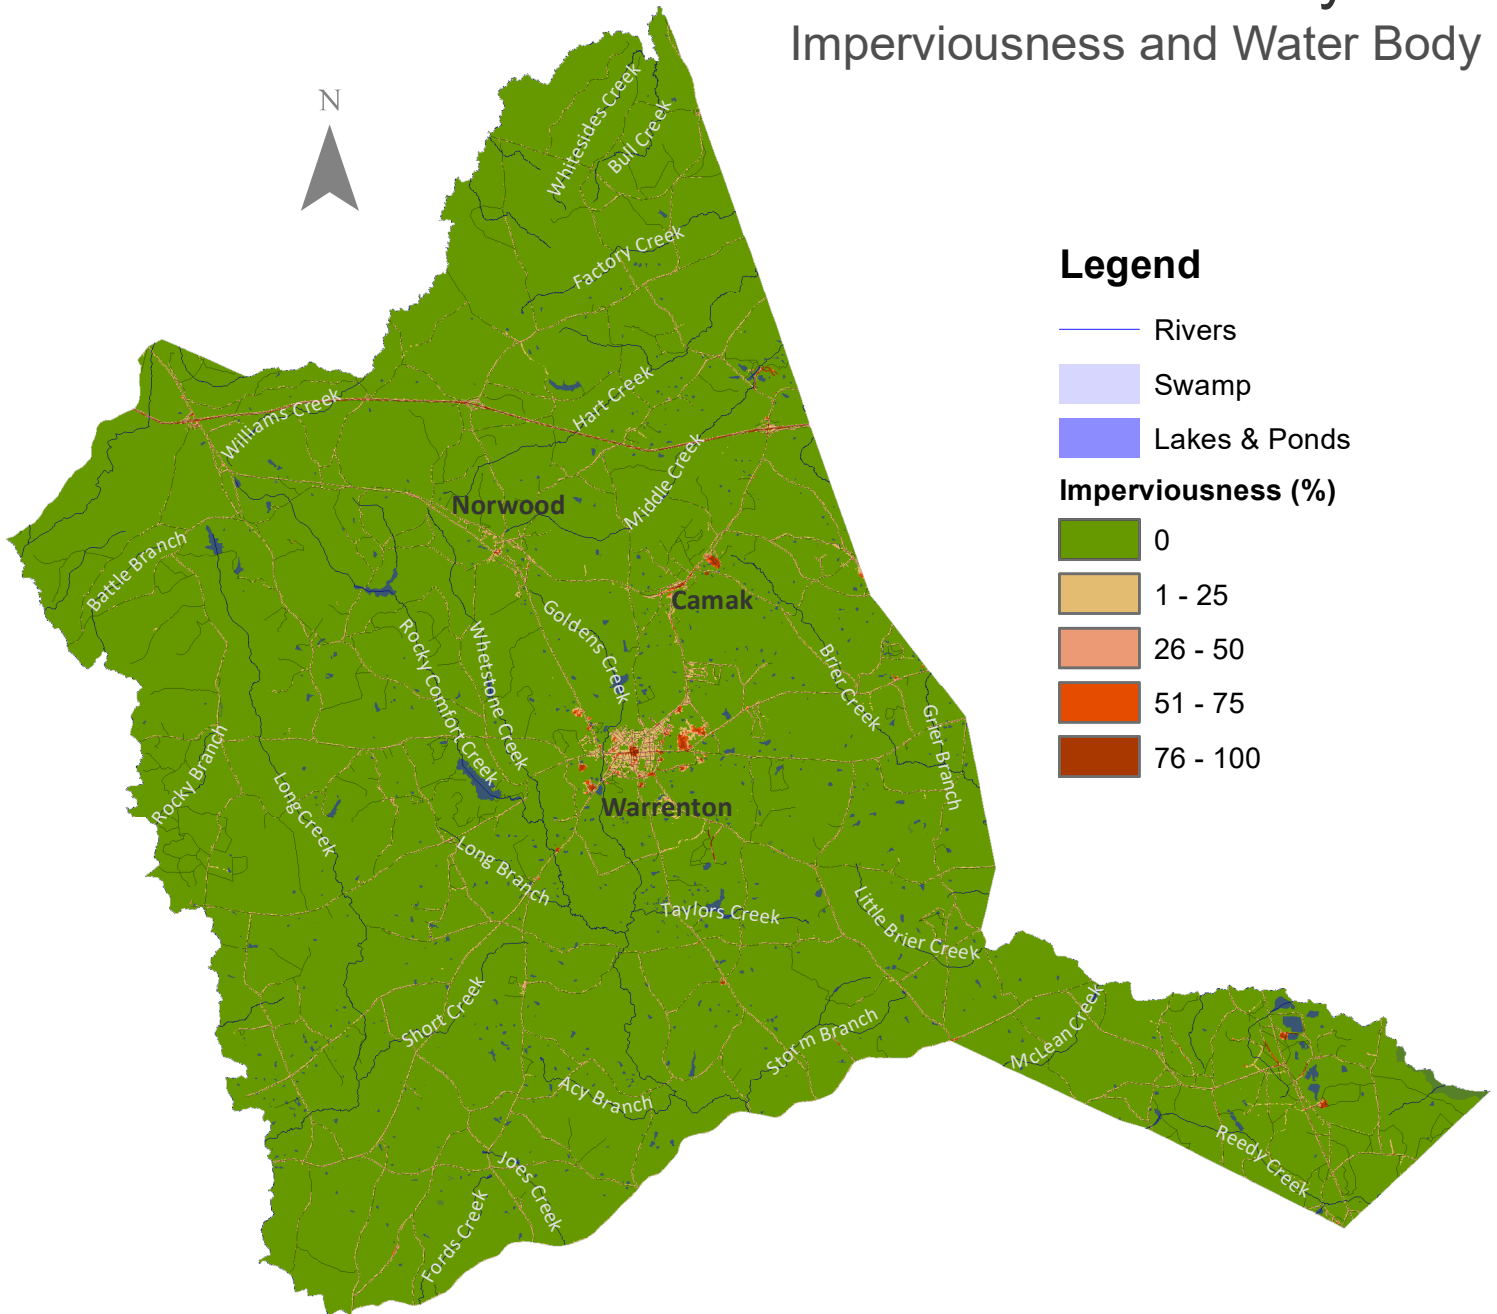 Imperviousness and Water Body
N
Whitesides Creek
Bull Creek
Factory Creek
Legend
Rivers
Swamp
Lakes & Ponds
Imperviousness (%)
0
1 - 25
26 - 50
51 - 75
76 - 100
Williams Creek
Hart Creek
Middle Creek
Norwood
Battle Branch
Camak
Goldens Creek
Whetstone Creek
Rocky Comfort Creek
Brier Creek
Grier Branch
Rocky Branch
Long Creek
Warrenton
Long Branch
Taylors Creek
Little Brier Creek
Short Creek
Storm Branch
McLean Creek
Acy Branch
Joes Creek
Fords Creek
Reedy Creek